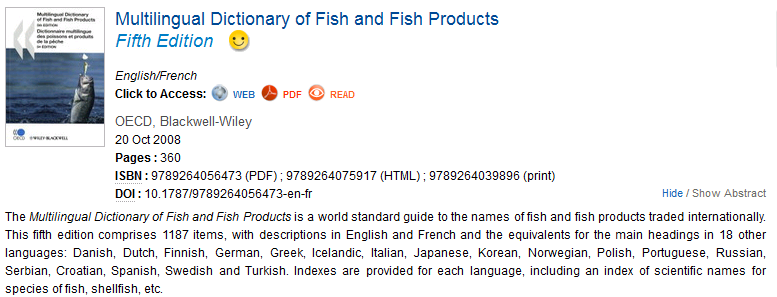 Multilingual Dictionary
of Fish and Fish Products
5th EDITION
Dictionnaire multilingue
des poissons et produits
de la pêche
5e ÉDITION
OECD
WILEY-BLACKWELL
Multilingual Dictionary of Fish and Fish Products
Fifth Edition
English/French
Click to Access: WEB PDF READ
OECD, Blackwell-Wiley
20 Oct 2008
Pages : 360
ISBN : 9789264056473 (PDF) ; 9789264075917 (HTML) ; 9789264039896 (print)
DOI : 10.1787/9789264056473-en-fr
Hide / Show Abstract
The Multilingual Dictionary of Fish and Fish Products is a world standard guide to the names of fish and fish products traded internationally.
This fifth edition comprises 1187 items, with descriptions in English and French and the equivalents for the main headings in 18 other
languages: Danish, Dutch, Finnish, German, Greek, Icelandic, Italian, Japanese, Korean, Norwegian, Polish, Portuguese, Russian,
Serbian, Croatian, Spanish, Swedish and Turkish. Indexes are provided for each language, including an index of scientific names for
species of fish, shellfish, etc.